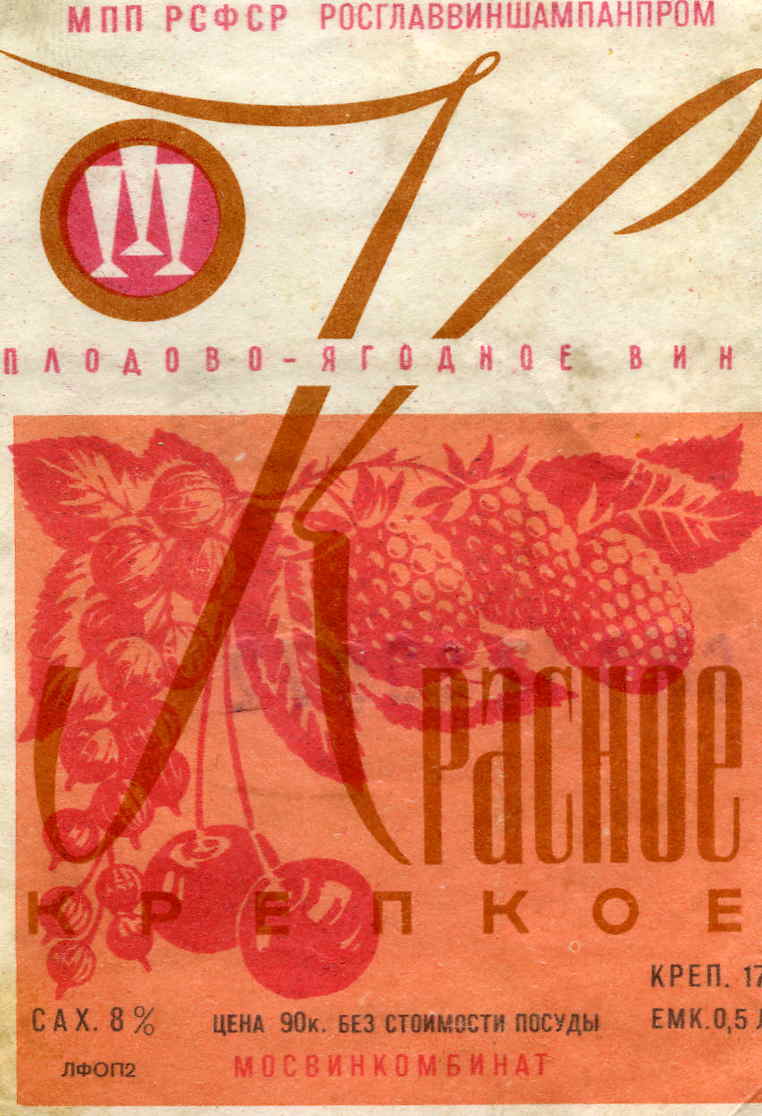 МПП РСФСР РОСГЛАВВИНШАМПАНПРОМ
ПЛОДОВО-ЯГОДНОЕ ВИН
Красное
КРЕПКОЕ
КРЕП. 17
САХ. 8% ЦЕНА 90к. БЕЗ СТОИМОСТИ ПОСУДЫ ЕМК.0,5 Л
ЛФОП2 МОСВИНКОМБИНАТ